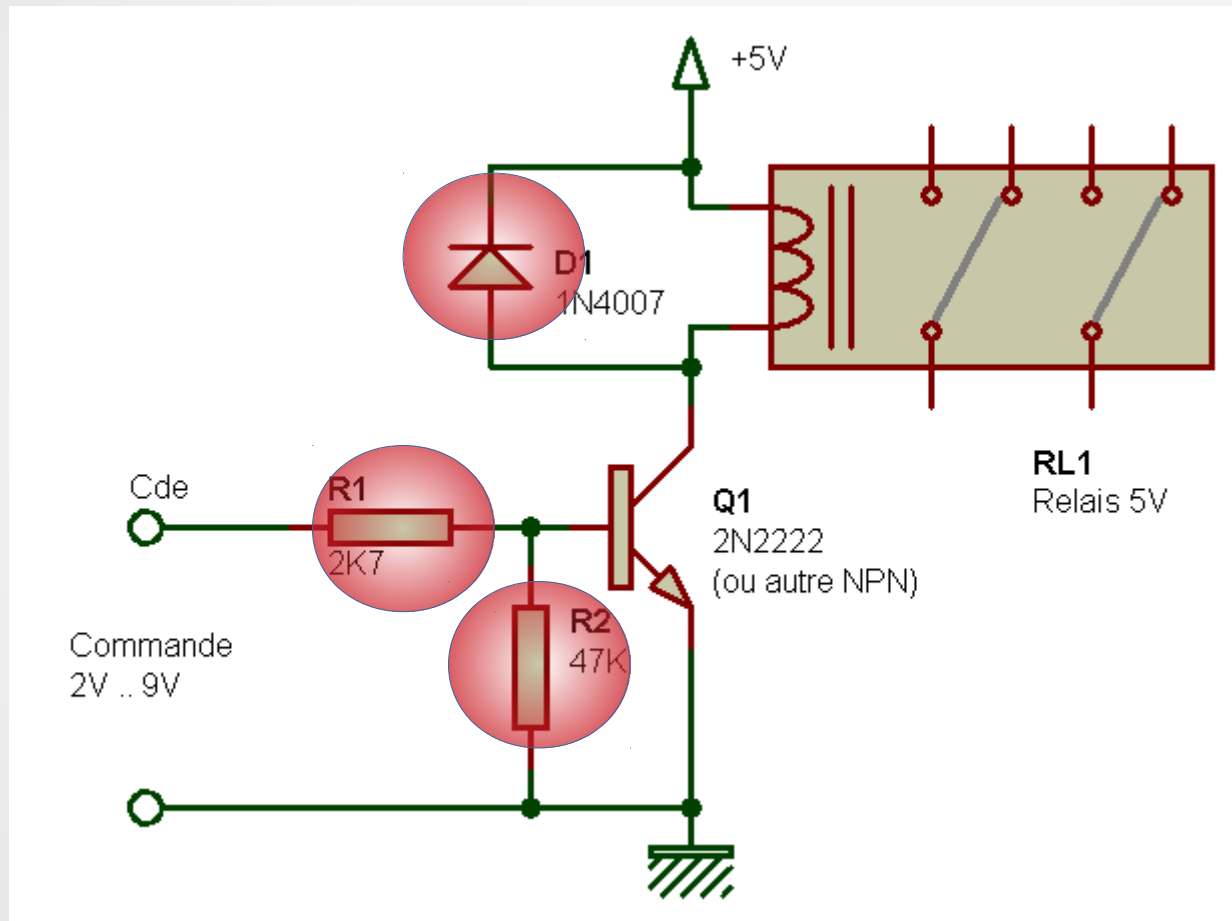 +5V
D1
1N4007
Cde
R1
2K7
Q1
2N2222
(ou autre NPN)
RL1
Relais 5V
R2
47K
Commande
2V .. 9V